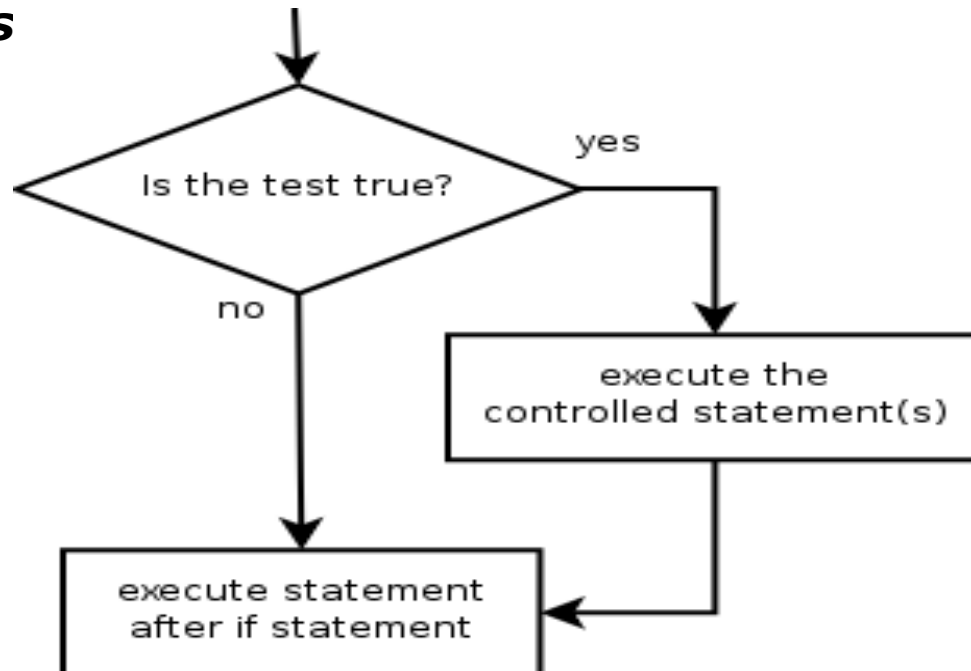 s
yes
Is the test true?
no
execute the
controlled statement(s)
execute statement
after if statement